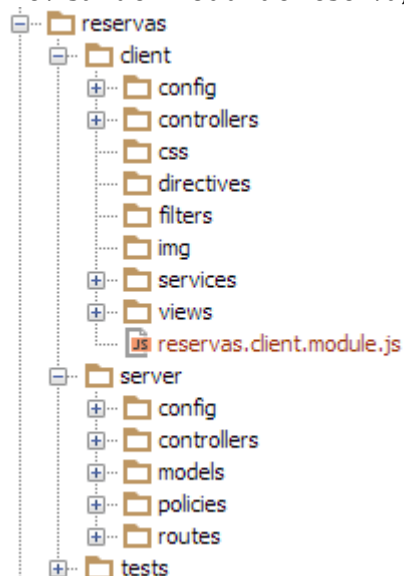 reservas
client
config
controllers
css
directives
filters
img
services
views
JS reservas.client.module.js
server
config
controllers
models
policies
routes
tests